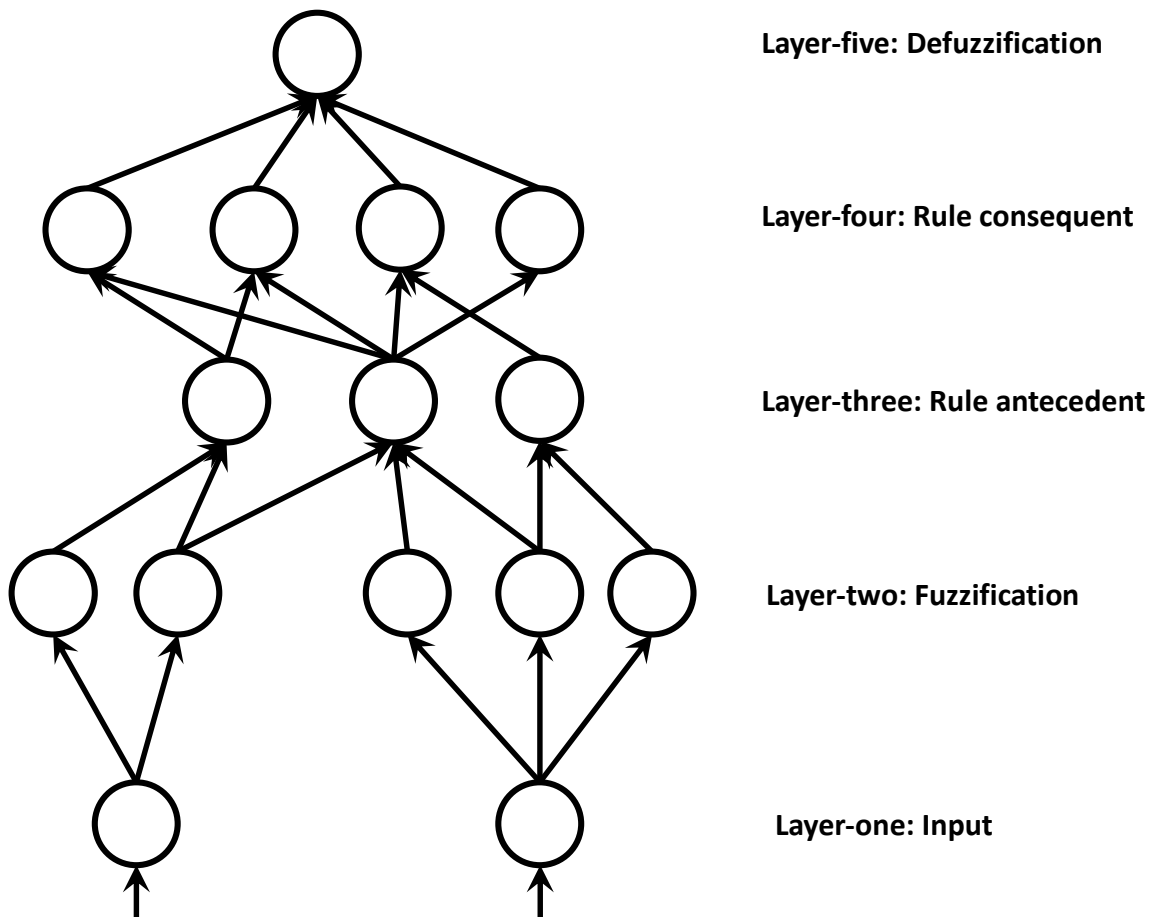 Layer-five: Defuzzification
Layer-four: Rule consequent
Layer-three: Rule antecedent
Layer-two: Fuzzification
Layer-one: Input